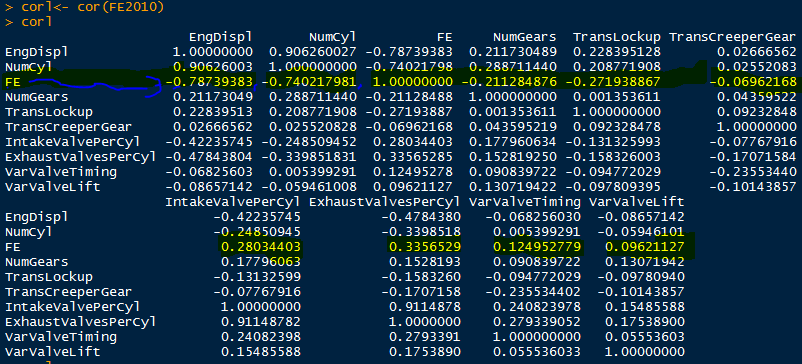 > corl<- cor(FE2010)
> corl
EngDispl NumCyl FE NumGears TransLockup TransCreeperGear
EngDispl 1.00000000 0.906260027 -0.78739383 0.211730489 0.228395128 0.02666562
NumCyl 0.90626003 1.000000000 -0.74021798 0.288711440 0.208771908 0.02552083
FE -0.78739383 -0.740217981 1.00000000 -0.211284876 -0.271938867 -0.06962168
NumGears 0.21173049 0.288711440 -0.21128488 1.000000000 0.001353611 0.04359522
TransLockup 0.22839513 0.208771908 -0.27193887 0.001353611 1.000000000 0.09232848
TransCreeperGear 0.02666562 0.025520828 -0.06962168 0.043595219 0.092328478 1.00000000
IntakeValvePerCyl -0.42235745 -0.248509452 0.28034403 0.177960634 -0.131325993 -0.07767916
ExhaustValvesPerCyl -0.47843804 -0.339851831 0.33565285 0.152819250 -0.158326003 -0.17071584
VarValveTiming -0.06825603 0.005399291 0.12495278 0.090839722 -0.094772029 -0.23553440
VarValveLift -0.08657142 -0.059461008 0.09621127 0.130719422 -0.097809395 -0.10143857
IntakeValvePerCyl ExhaustValvesPerCyl VarValveTiming VarValveLift
EngDispl -0.42235745 -0.4784380 -0.068256030 -0.08657142
NumCyl -0.24850945 -0.3398518 0.005399291 -0.05946101
FE 0.28034403 0.3356529 0.124952779 0.09621127
NumGears 0.17796063 0.1528193 0.090839722 0.13071942
TransLockup -0.13132599 -0.1583260 -0.094772029 -0.09780940
TransCreeperGear -0.07767916 -0.1707158 -0.235534402 -0.10143857
IntakeValvePerCyl 1.00000000 0.9114878 0.240823978 0.15485588
ExhaustValvesPerCyl 0.91148782 1.0000000 0.279339052 0.17538900
VarValveTiming 0.24082398 0.2793391 1.000000000 0.05553603
VarValveLift 0.15485588 0.1753890 0.055536033 1.00000000